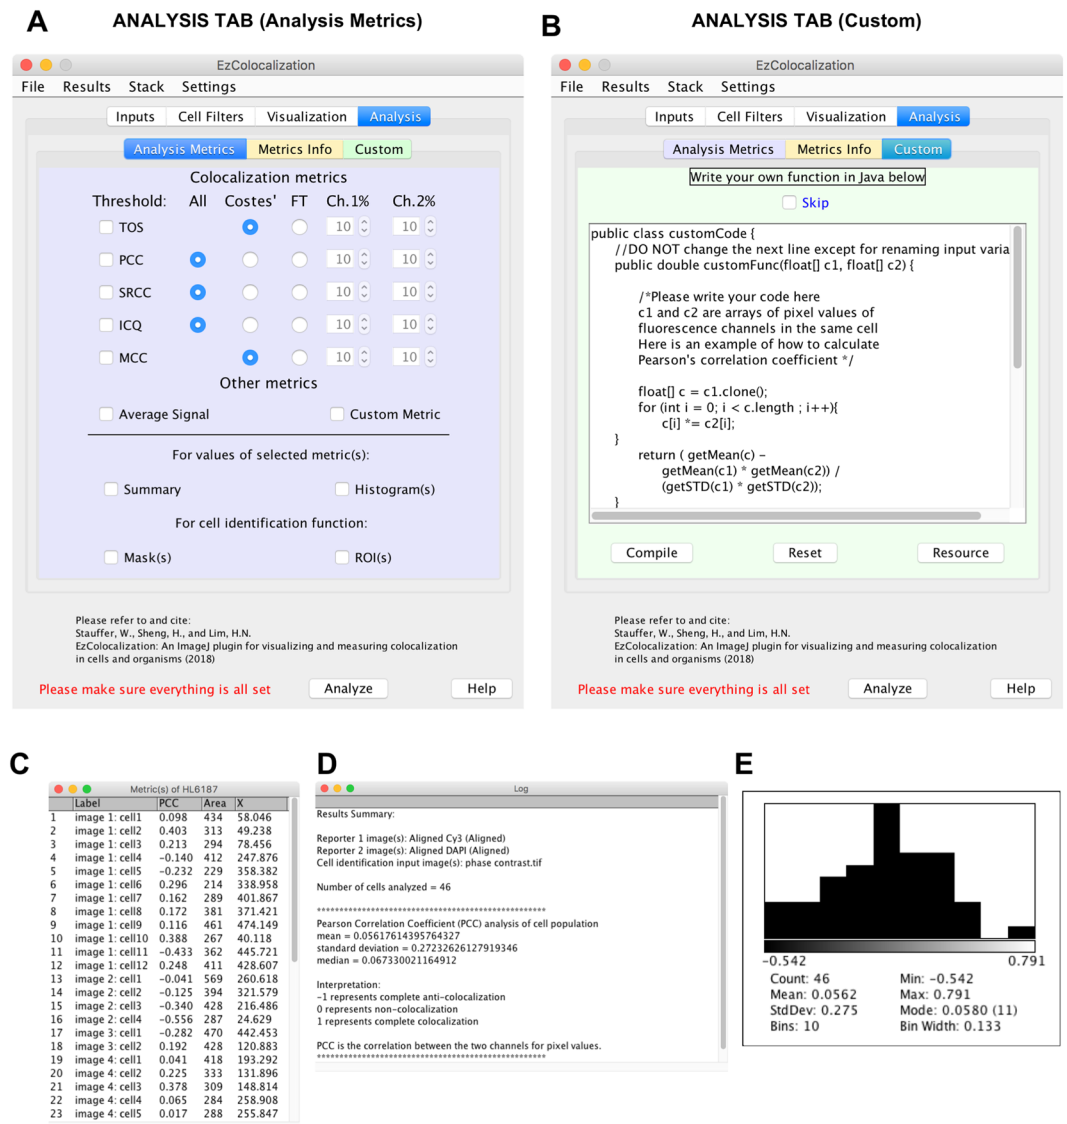 A
ANALYSIS TAB (Analysis Metrics)
EzColocalization
File Results Stack Settings
Inputs Cell Filters Visualization Analysis
Analysis Metrics Metrics Info Custom
Colocalization metrics
Threshold: All Costes' FT Ch.1% Ch.2%
TOS 10 10
PCC 10 10
SRCC 10 10
ICQ 10 10
MCC 10 10
Other metrics
Average Signal Custom Metric
For values of selected metric(s):
Summary Histogram(s)
For cell identification function:
Mask(s) ROI(s)
Please refer to and cite:
Stauffer, W., Sheng, H., and Lim, H.N.
EzColocalization: An ImageJ plugin for visualizing and measuring colocalization
in cells and organisms (2018)
Please make sure everything is all set Analyze Help
B
ANALYSIS TAB (Custom)
EzColocalization
File Results Stack Settings
Inputs Cell Filters Visualization Analysis
Analysis Metrics Metrics Info Custom
Write your own function in Java below
Skip
public class customCode {
//DO NOT change the next line except for renaming input varia
public double customFunc(float[] c1, float[] c2) {
/*Please write your code here
c1 and c2 are arrays of pixel values of
fluorescence channels in the same cell
Here is an example of how to calculate
Pearson's correlation coefficient */
float[] c = c1.clone();
for (int i = 0; i < c.length ; i++){
c[i] *= c2[i];
}
return ( getMean(c) -
getMean(c1) * getMean(c2)) /
(getSTD(c1) * getSTD(c2));
}
Compile Reset Resource
Please refer to and cite:
Stauffer, W., Sheng, H., and Lim, H.N.
EzColocalization: An ImageJ plugin for visualizing and measuring colocalization
in cells and organisms (2018)
Please make sure everything is all set Analyze Help
C
Metric(s) of HL6187
Label PCC Area X
1 image 1: cell1 0.098 434 58.046
2 image 1: cell2 0.403 313 49.238
3 image 1: cell3 0.213 294 78.456
4 image 1: cell4 -0.140 412 247.876
5 image 1: cell5 -0.232 229 358.382
6 image 1: cell6 0.296 214 338.958
7 image 1: cell7 0.162 289 401.867
8 image 1: cell8 0.172 381 371.421
9 image 1: cell9 0.116 461 474.149
10 image 1: cell10 0.388 267 40.118
11 image 1: cell11 -0.433 362 445.721
12 image 1: cell12 0.248 411 428.607
13 image 2: cell1 -0.041 569 260.618
14 image 2: cell2 -0.125 394 321.579
15 image 2: cell3 -0.340 428 216.486
16 image 2: cell4 -0.556 287 24.629
17 image 3: cell1 -0.282 470 442.453
18 image 3: cell2 0.192 428 120.883
19 image 4: cell1 0.041 418 193.292
20 image 4: cell2 0.225 333 131.896
21 image 4: cell3 0.378 309 148.814
22 image 4: cell4 0.065 284 258.908
23 image 4: cell5 0.017 288 255.847
D
Log
Results Summary:
Reporter 1 image(s): Aligned Cy3 (Aligned)
Reporter 2 image(s): Aligned DAPI (Aligned)
Cell identification input image(s): phase contrast.tif
Number of cells analyzed = 46
**************************************************
Pearson Correlation Coefficient (PCC) analysis of cell population
mean = 0.05617614395764327
standard deviation = 0.27232626127919346
median = 0.067330021164912
Interpretation:
-1 represents complete anti-colocalization
0 represents non-colocalization
1 represents complete colocalization
PCC is the correlation between the two channels for pixel values.
**************************************************
E
-0.542 0.791
Count: 46 Min: -0.542
Mean: 0.0562 Max: 0.791
StdDev: 0.275 Mode: 0.0580 (11)
Bins: 10 Bin Width: 0.133